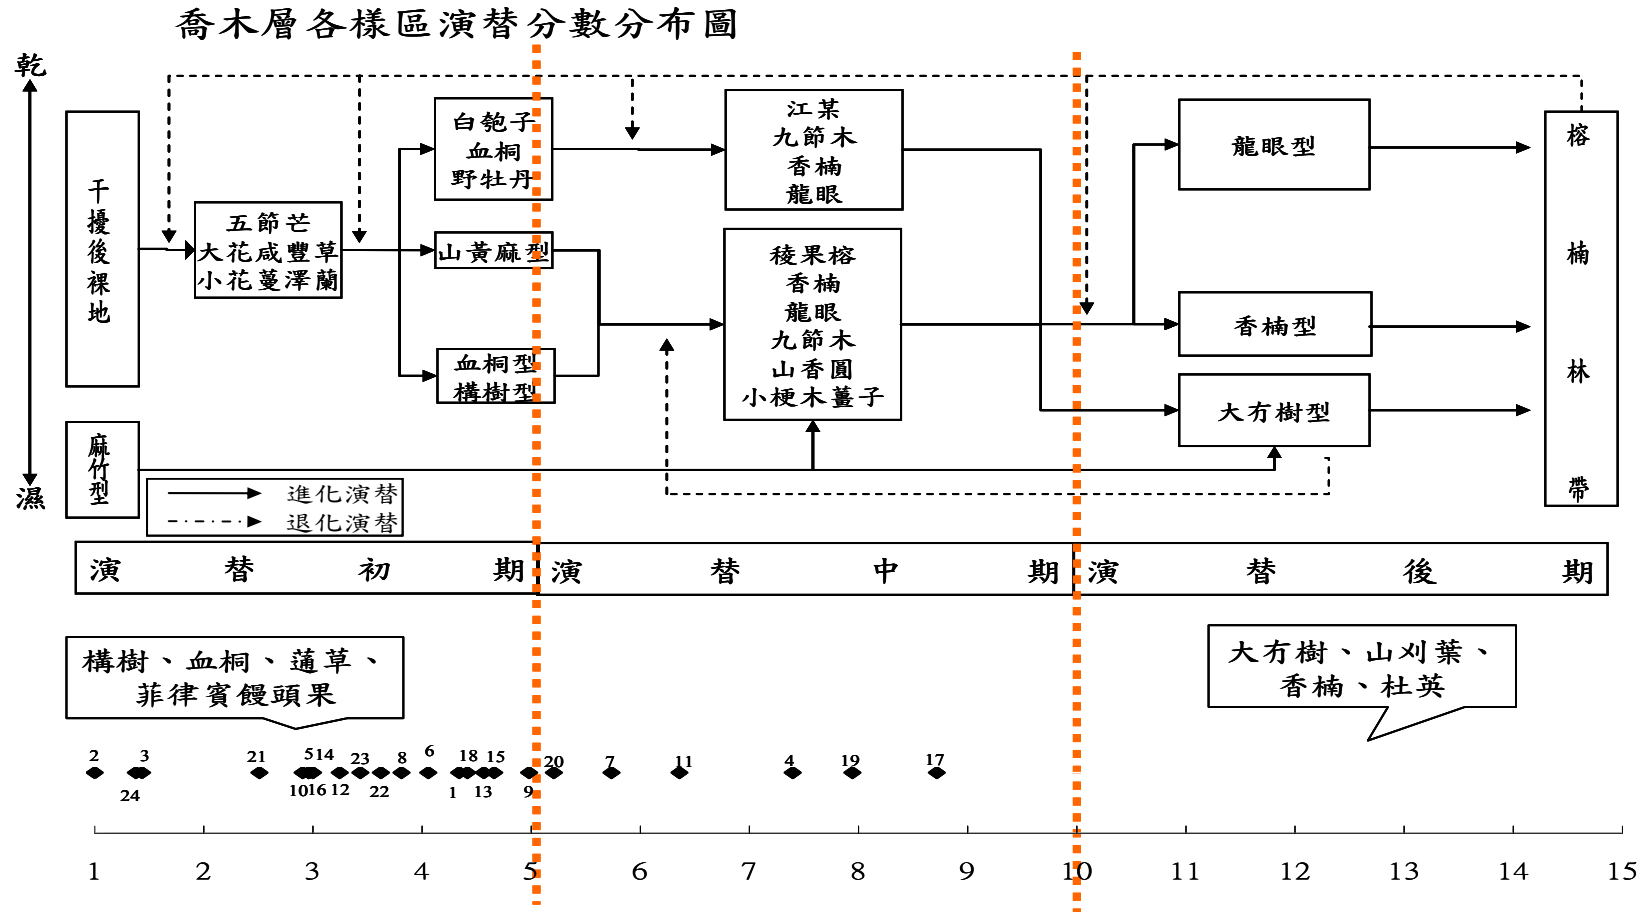 喬木層各樣區演替分數分布圖
乾
濕
干擾後裸地
麻竹型
五節芒
大花咸豐草
小花蔓澤蘭
白匏子
血桐
野牡丹
山黃麻型
血桐型
構樹型
江某
九節木
香楠
龍眼
稜果榕
香楠
龍眼
九節木
山香圓
小梗木薑子
龍眼型
香楠型
大冇樹型
榕楠林帶
進化演替
退化演替
演替初期
演替中期
演替後期
構樹、血桐、蓪草、
菲律賓饅頭果
大冇樹、山刈葉、
香楠、杜英
2 3 21 5 14 23 8 6 18 15 20 7 11 4 19 17
24 10 16 12 22 1 13 9
1 2 3 4 5 6 7 8 9 10 11 12 13 14 15